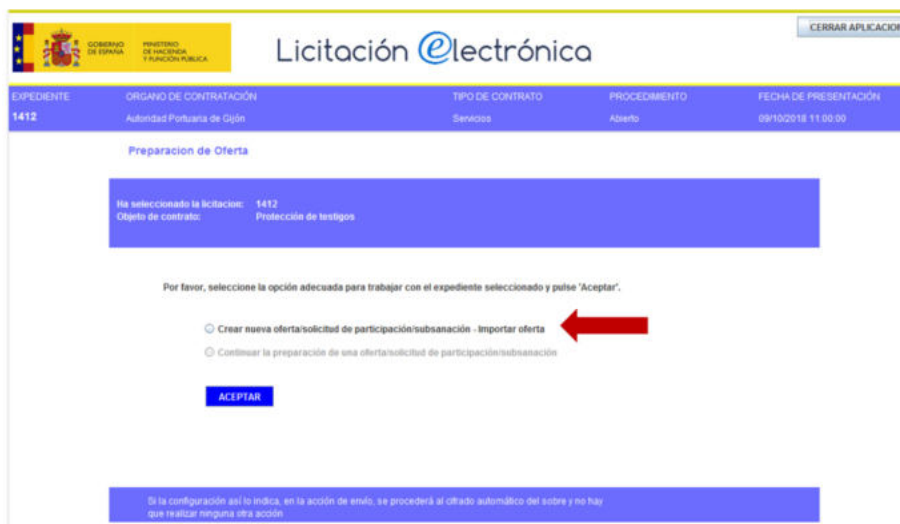 GOBIERNO
DE ESPAÑA
MINISTERIO
DE HACIENDA
Y FUNCIÓN PÚBLICA
Licitación electrónica
CERRAR APLICACION
EXPEDIENTE ORGANO DE CONTRATACIÓN TIPO DE CONTRATO PROCEDIMIENTO FECHA DE PRESENTACIÓN
1412 Autoridad Portuaria de Gijón Servicios Abierto 09/10/2018 11:00:00
Preparacion de Oferta
Ha seleccionado la licitacion: 1412
Objeto de contrato: Protección de testigos
Por favor, seleccione la opción adecuada para trabajar con el expediente seleccionado y pulse 'Aceptar'.
Crear nueva oferta/solicitud de participación/subsanación - Importar oferta
Continuar la preparación de una oferta/solicitud de participación/subsanación
ACEPTAR
Si la configuración así lo indica, en la acción de envío, se procederá al cifrado automático del sobre y no hay
que realizar ninguna otra acción